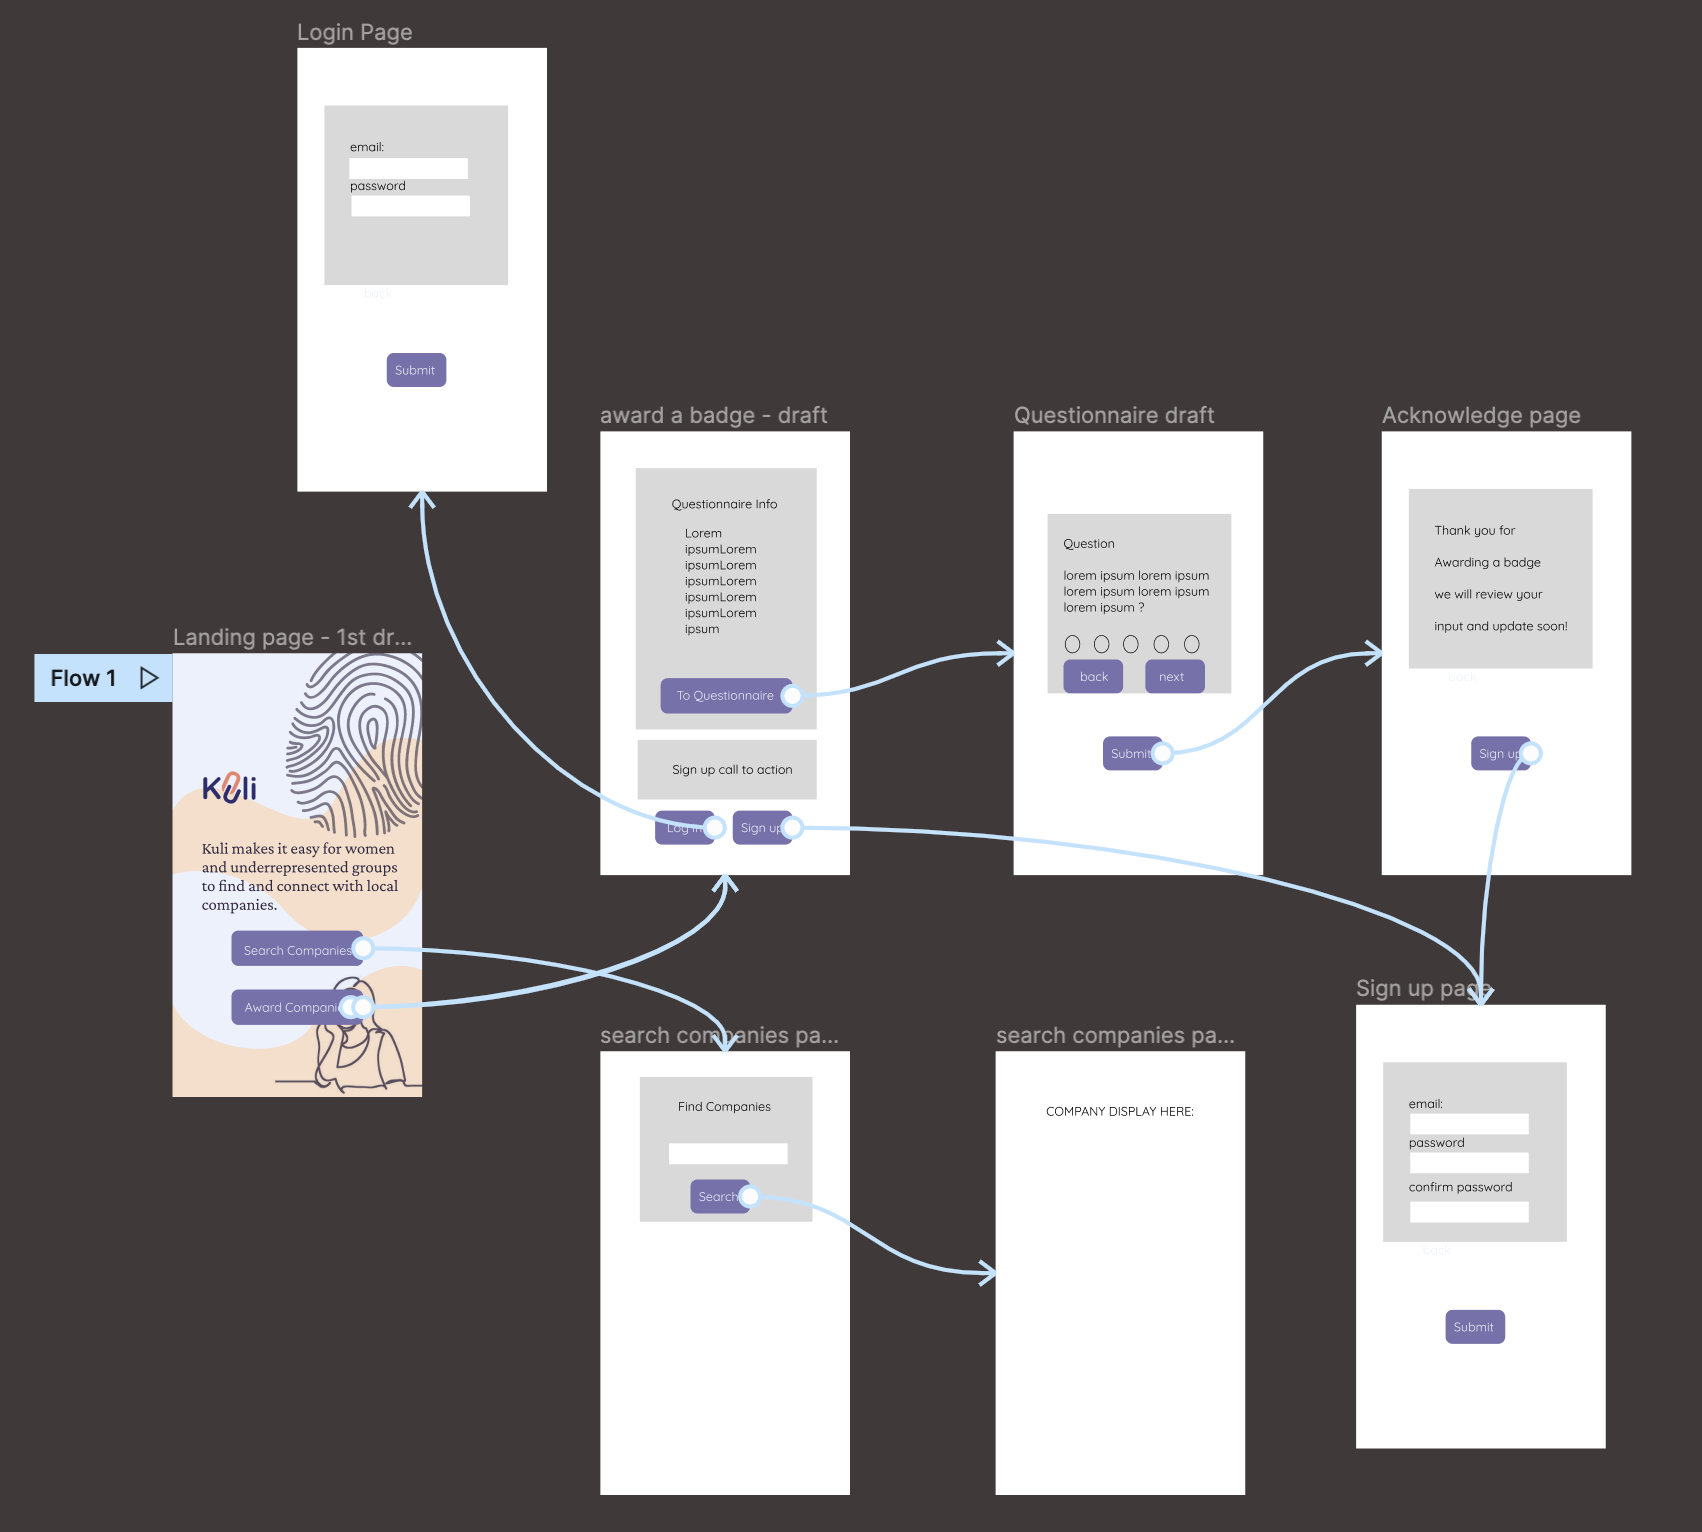 Login Page
email:
password
back
Submit
award a badge - draft
Questionnaire Info
Lorem
ipsumLorem
ipsumLorem
ipsumLorem
ipsumLorem
ipsumLorem
ipsum
To Questionnaire
Sign up call to action
Log in
Sign up
Questionnaire draft
Question
lorem ipsum lorem ipsum
lorem ipsum lorem ipsum
lorem ipsum ?
back
next
Submit
Acknowledge page
Thank you for
Awarding a badge
we will review your
input and update soon!
back
Sign up
Flow 1
Landing page - 1st dr...
Kuli
Kuli makes it easy for women
and underrepresented groups
to find and connect with local
companies.
Search Companies
Award Compani
search companies pa...
Find Companies
Search
search companies pa...
COMPANY DISPLAY HERE:
Sign up page
email:
password
confirm password
back
Submit